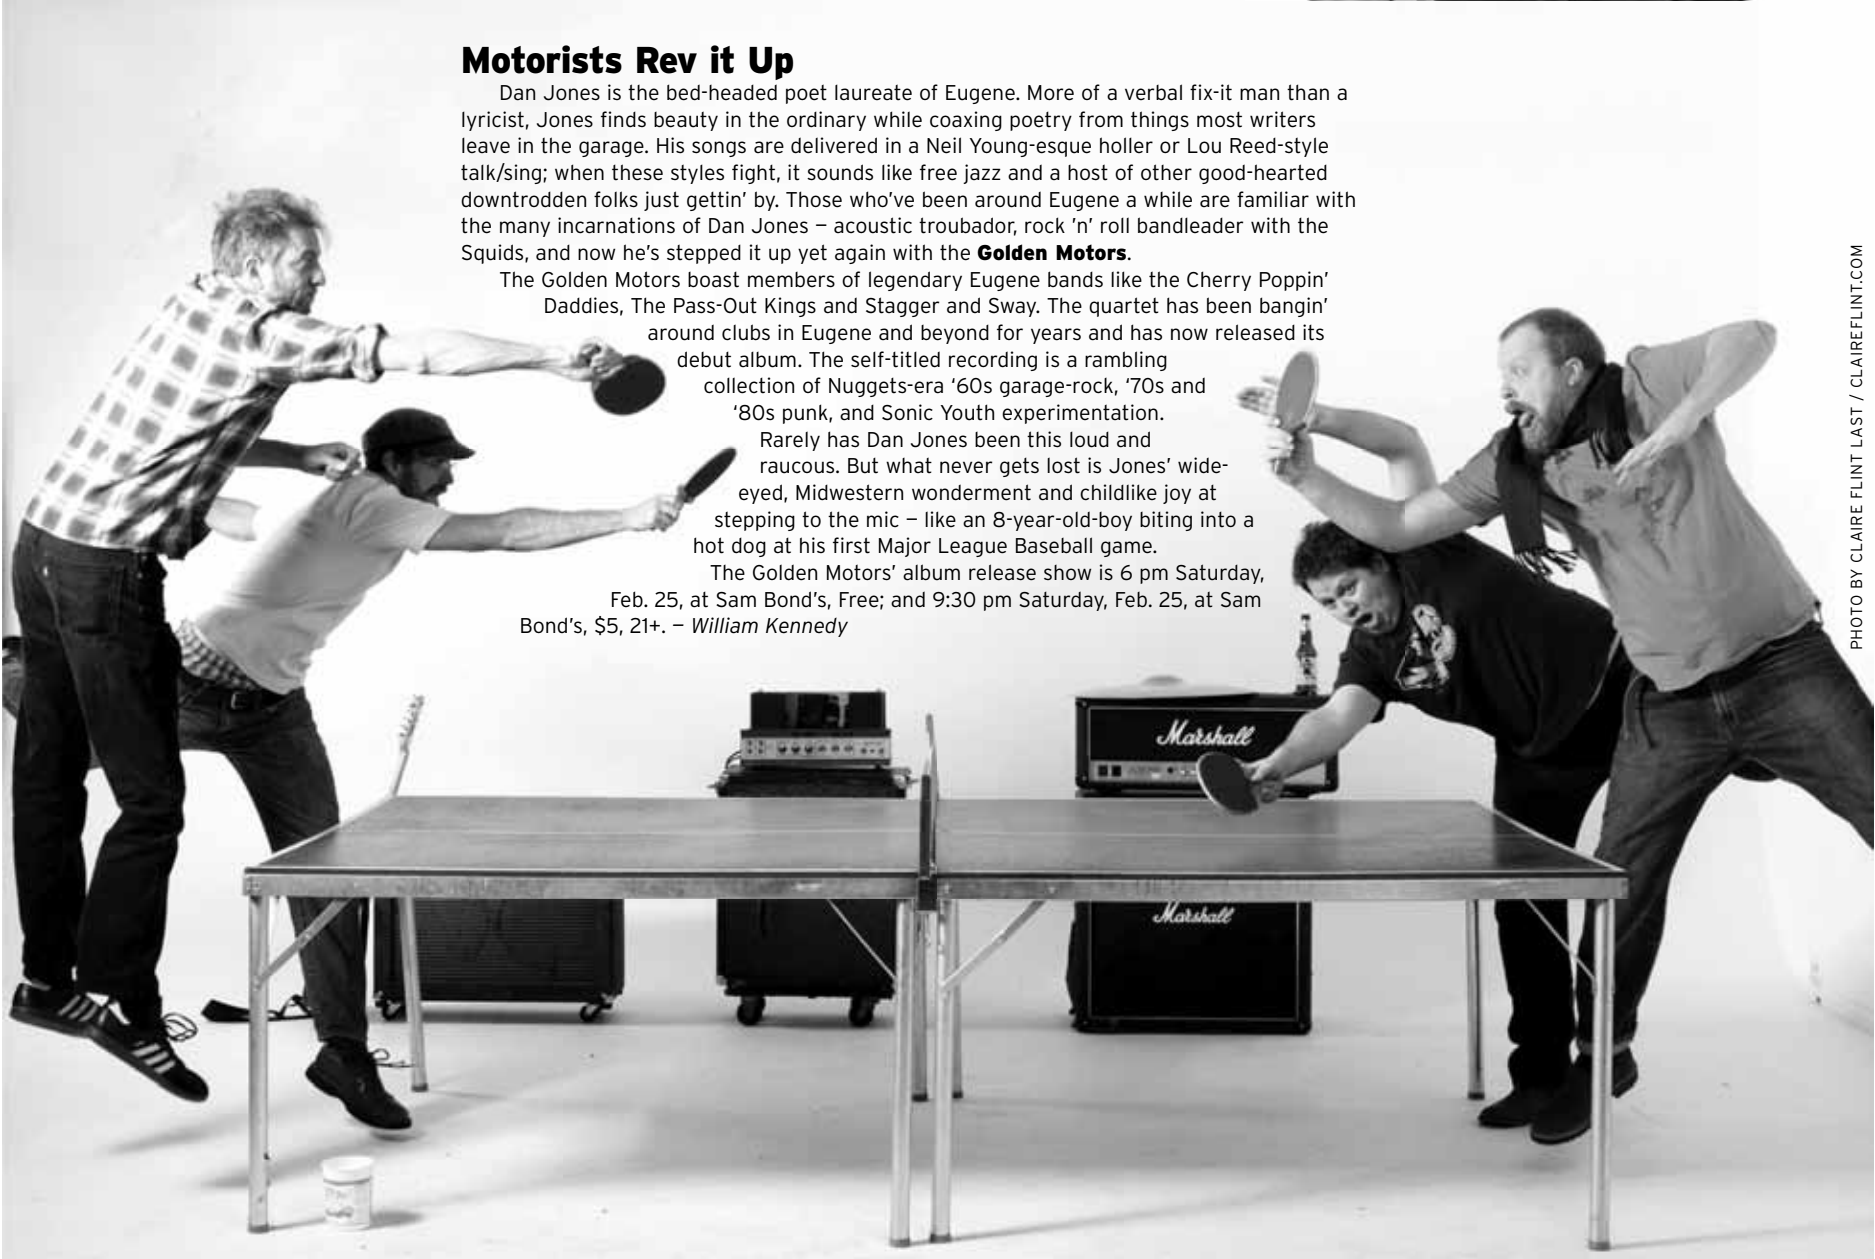 Motorists Rev it Up
Dan Jones is the bed-headed poet laureate of Eugene. More of a verbal fix-it man than a
lyricist, Jones finds beauty in the ordinary while coaxing poetry from things most writers
leave in the garage. His songs are delivered in a Neil Young-esque holler or Lou Reed-style
talk/sing; when these styles fight, it sounds like free jazz and a host of other good-hearted
downtrodden folks just gettin’ by. Those who’ve been around Eugene a while are familiar with
the many incarnations of Dan Jones — acoustic troubador, rock ’n’ roll bandleader with the
Squids, and now he’s stepped it up yet again with the Golden Motors.
The Golden Motors boast members of legendary Eugene bands like the Cherry Poppin’
Daddies, The Pass-Out Kings and Stagger and Sway. The quartet has been bangin’
around clubs in Eugene and beyond for years and has now released its
debut album. The self-titled recording is a rambling
collection of Nuggets-era ‘60s garage-rock, ‘70s and
‘80s punk, and Sonic Youth experimentation.
Rarely has Dan Jones been this loud and
raucous. But what never gets lost is Jones’ wide-
eyed, Midwestern wonderment and childlike joy at
stepping to the mic — like an 8-year-old-boy biting into a
hot dog at his first Major League Baseball game.
The Golden Motors’ album release show is 6 pm Saturday,
Feb. 25, at Sam Bond’s, Free; and 9:30 pm Saturday, Feb. 25, at Sam
Bond’s, $5, 21+. — William Kennedy
PHOTO BY CLAIRE FLINT LAST / CLAIREFLINT.COM
Marshall
Marshall